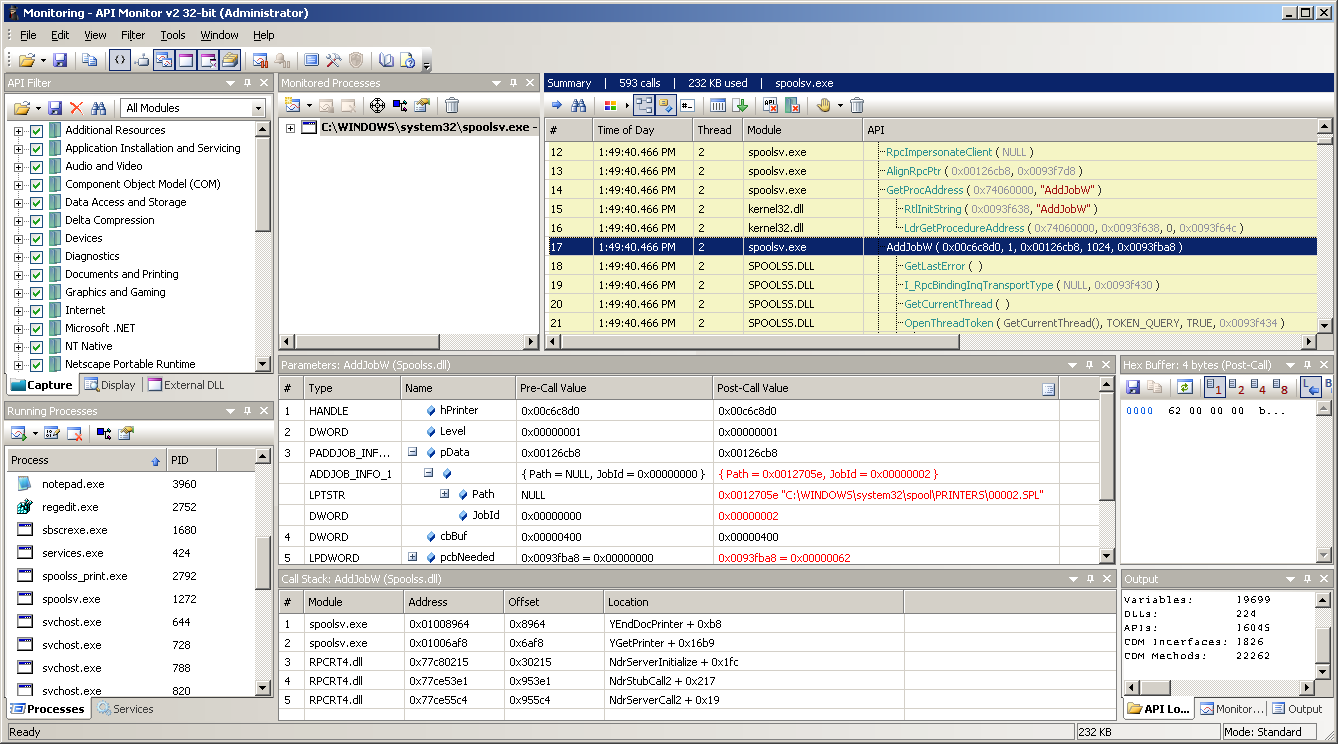 Monitoring - API Monitor v2 32-bit (Administrator)
File Edit View Filter Tools Window Help
API Filter
All Modules
Additional Resources
Application Installation and Servicing
Audio and Video
Component Object Model (COM)
Data Access and Storage
Delta Compression
Devices
Diagnostics
Documents and Printing
Graphics and Gaming
Internet
Microsoft .NET
NT Native
Netscape Portable Runtime
Capture Display External DLL
Monitored Processes
C:\WINDOWS\system32\spoolsv.exe -
Summary | 593 calls | 232 KB used | spoolsv.exe
# Time of Day Thread Module API
12 1:49:40.466 PM 2 spoolsv.exe RpcImpersonateClient ( NULL )
13 1:49:40.466 PM 2 spoolsv.exe AlignRpcPtr ( 0x00126cb8, 0x0093f7d8 )
14 1:49:40.466 PM 2 spoolsv.exe GetProcAddress ( 0x74060000, "AddJobW" )
15 1:49:40.466 PM 2 kernel32.dll RtlInitString ( 0x0093f638, "AddJobW" )
16 1:49:40.466 PM 2 kernel32.dll LdrGetProcedureAddress ( 0x74060000, 0x0093f638, 0, 0x0093f64c )
17 1:49:40.466 PM 2 spoolsv.exe AddJobW ( 0x00c6c8d0, 1, 0x00126cb8, 1024, 0x0093fba8 )
18 1:49:40.466 PM 2 SPOOLSS.DLL GetLastError ( )
19 1:49:40.466 PM 2 SPOOLSS.DLL I_RpcBindingInqTransportType ( NULL, 0x0093f430 )
20 1:49:40.466 PM 2 SPOOLSS.DLL GetCurrentThread ( )
21 1:49:40.466 PM 2 SPOOLSS.DLL OpenThreadToken ( GetCurrentThread(), TOKEN_QUERY, TRUE, 0x0093f434 )
Running Processes
Process PID
notepad.exe 3960
regedit.exe 2752
sbscrexe.exe 1680
services.exe 424
spoolss_print.exe 2792
spoolsv.exe 1272
svchost.exe 644
svchost.exe 728
svchost.exe 788
svchost.exe 820
Processes Services
Parameters: AddJobW (Spoolss.dll)
# Type Name Pre-Call Value Post-Call Value
1 HANDLE hPrinter 0x00c6c8d0 0x00c6c8d0
2 DWORD Level 0x00000001 0x00000001
3 PADDJOB_INF... pData 0x00126cb8 0x00126cb8
ADDJOB_INFO_1 { Path = NULL, JobId = 0x00000000 } { Path = 0x0012705e, JobId = 0x00000002 }
LPTSTR Path NULL 0x0012705e "C:\WINDOWS\system32\spool\PRINTERS\00002.SPL"
DWORD JobId 0x00000000 0x00000002
4 DWORD cbBuf 0x00000400 0x00000400
5 LPDWORD pcbNeeded 0x0093fba8 = 0x00000000 0x0093fba8 = 0x00000062
Hex Buffer: 4 bytes (Post-Call)
1 2 4 8 L B
0000 62 00 00 00 b...
Call Stack: AddJobW (Spoolss.dll)
# Module Address Offset Location
1 spoolsv.exe 0x01008964 0x8964 YEndDocPrinter + 0xb8
2 spoolsv.exe 0x01006af8 0x6af8 YGetPrinter + 0x16b9
3 RPCRT4.dll 0x77c80215 0x30215 NdrServerInitialize + 0x1fc
4 RPCRT4.dll 0x77ce53e1 0x953e1 NdrStubCall2 + 0x217
5 RPCRT4.dll 0x77ce55c4 0x955c4 NdrServerCall2 + 0x19
Output
Variables: 19699
DLLs: 224
APIs: 16045
COM Interfaces: 1826
COM Methods: 22262
API Lo... Monitor... Output
Ready 232 KB Mode: Standard